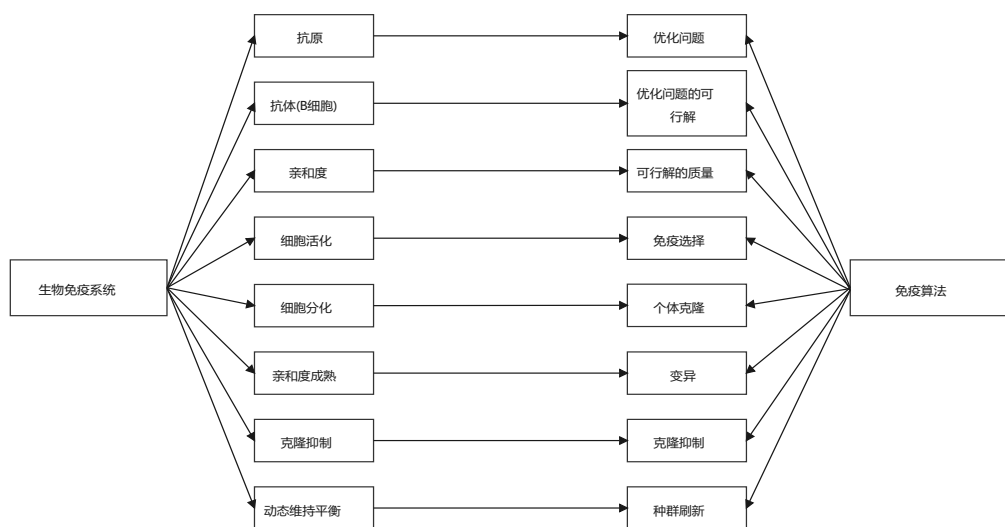 抗原
优化问题
抗体(B细胞)
优化问题的可
行解
亲和度
可行解的质量
细胞活化
免疫选择
生物免疫系统
免疫算法
细胞分化
个体克隆
亲和度成熟
变异
克隆抑制
克隆抑制
动态维持平衡
种群刷新